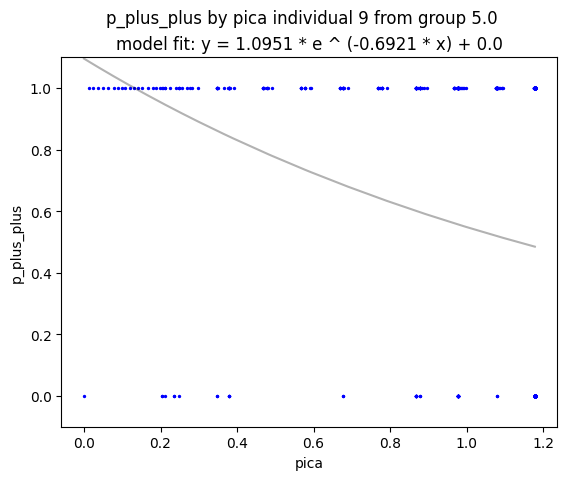 p_plus_plus by pica individual 9 from group 5.0
model fit: y = 1.0951 * e ^ (-0.6921 * x) + 0.0
1.0
0.8
0.6
0.4
0.2
0.0
p_plus_plus
0.0 0.2 0.4 0.6 0.8 1.0 1.2
pica